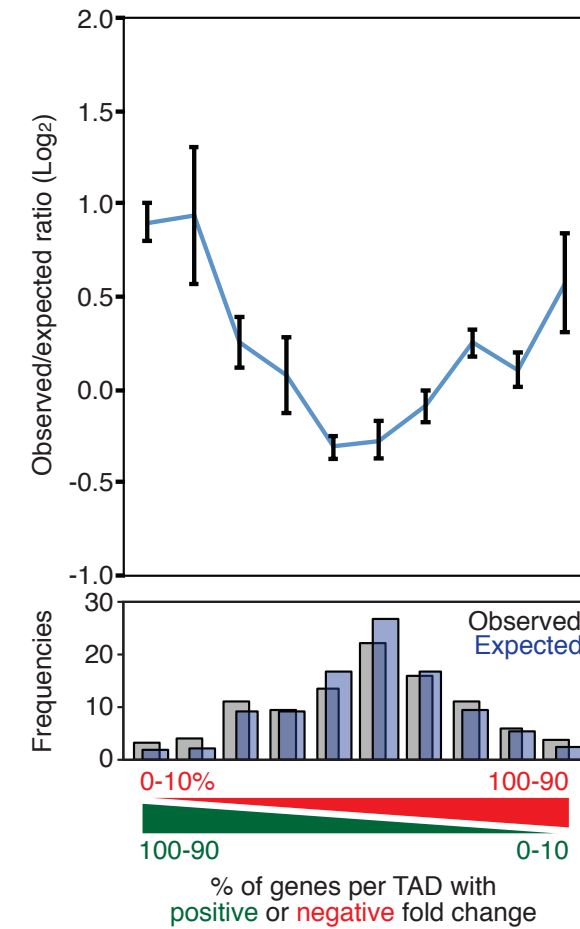 Observed/expected ratio (Log2)
2.0
1.5
1.0
0.5
0.0
-0.5
-1.0
Frequencies
30
20
10
0
Observed
Expected
0-10% 100-90
100-90 0-10
% of genes per TAD with
positive or negative fold change